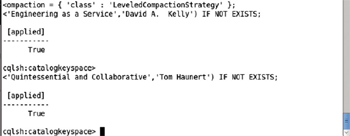 <ompaction = { 'class' : 'LeveledCompactionStrategy' };
<'Engineering as a Service','David A.  Kelly') IF NOT EXISTS;
[applied]
-----------
True
cqlsh:catalogkeyspace>
<'Quintessential and Collaborative','Tom Haunert') IF NOT EXISTS;
[applied]
-----------
True
cqlsh:catalogkeyspace>